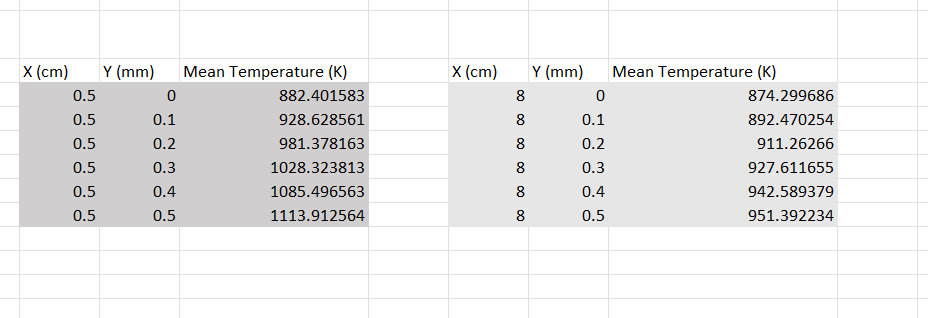 X (cm) Y (mm) Mean Temperature (K) X (cm) Y (mm) Mean Temperature (K)
0.5 0 882.401583 8 0 874.299686
0.5 0.1 928.628561 8 0.1 892.470254
0.5 0.2 981.378163 8 0.2 911.26266
0.5 0.3 1028.323813 8 0.3 927.611655
0.5 0.4 1085.496563 8 0.4 942.589379
0.5 0.5 1113.912564 8 0.5 951.392234